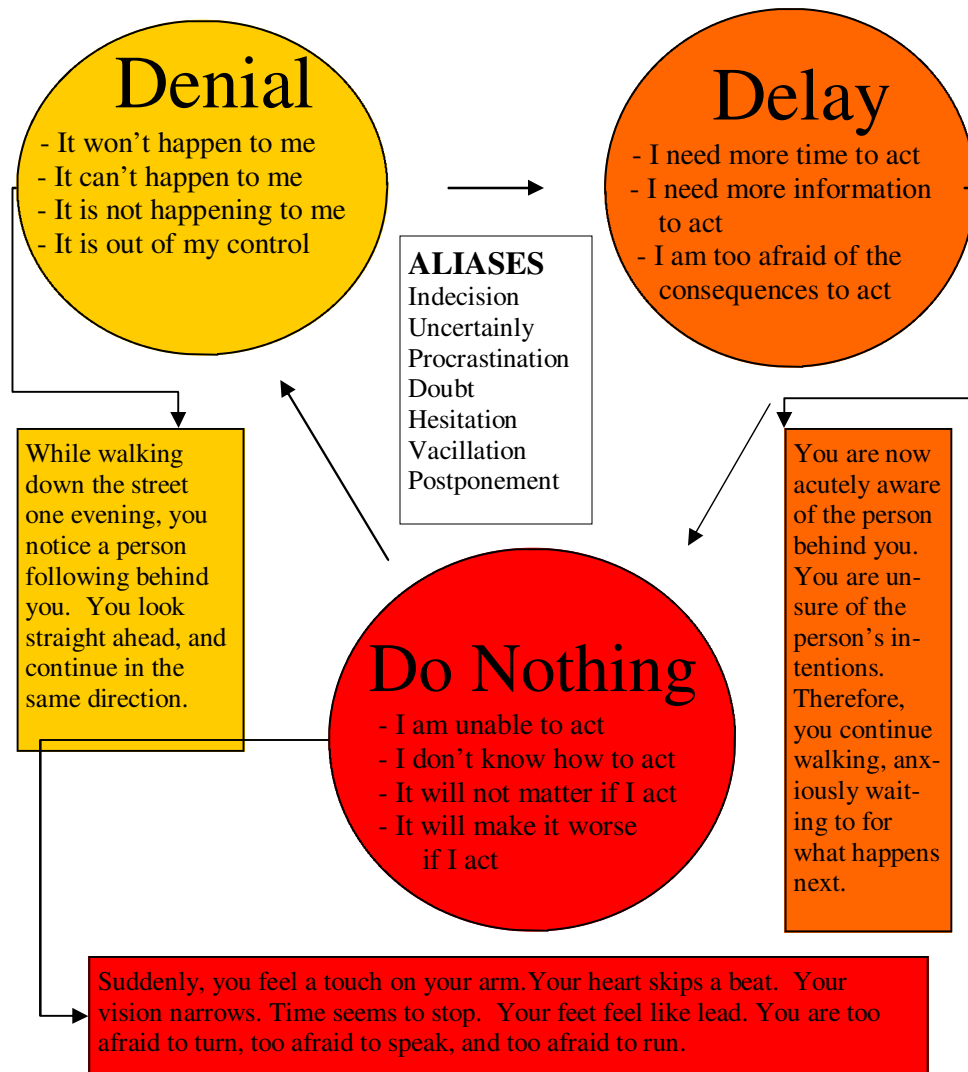 Denial
- It won't happen to me
- It can't happen to me
- It is not happening to me
- It is out of my control
Delay
- I need more time to act
- I need more information
to act
- I am too afraid of the
consequences to act
ALIASES
Indecision
Uncertainly
Procrastination
Doubt
Hesitation
Vacillation
Postponement
While walking
down the street
one evening, you
notice a person
following behind
you.  You look
straight ahead, and
continue in the
same direction.
You are now
acutely aware
of the person
behind you.
You are un-
sure of the
person's in-
tentions.
Therefore,
you continue
walking, anx-
iously wait-
ing to for
what happens
next.
Do Nothing
- I am unable to act
- I don't know how to act
- It will not matter if I act
- It will make it worse
if I act
Suddenly, you feel a touch on your arm.Your heart skips a beat.  Your
vision narrows. Time seems to stop.  Your feet feel like lead. You are too
afraid to turn, too afraid to speak, and too afraid to run.